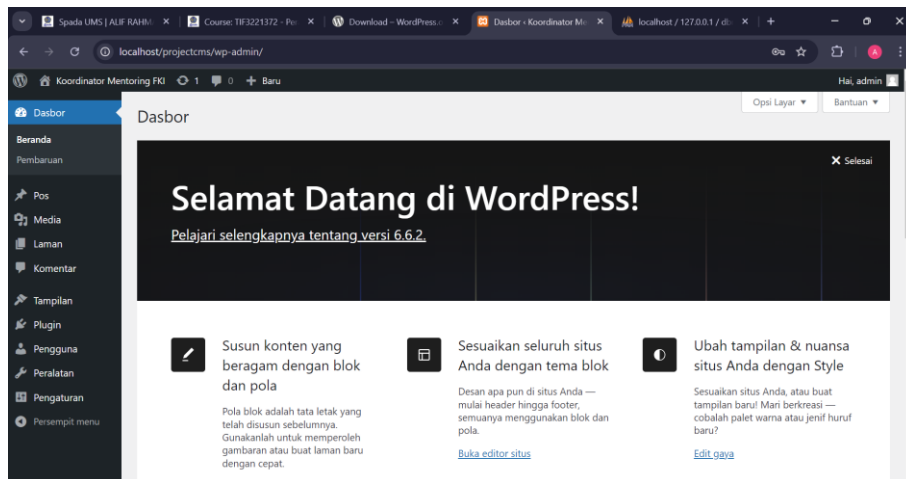 Spada UMS | ALIF RAHM
Course: TIF3221372 - Pe
Download – WordPress.o
Dasbor ‹ Koordinator Me
localhost / 127.0.0.1 / db
localhost/projectcms/wp-admin/
A
Koordinator Mentoring FKI
1
0
Baru
Hai, admin
Dasbor
Beranda
Pembaruan
Pos
Media
Laman
Komentar
Tampilan
Plugin
Pengguna
Peralatan
Pengaturan
Persempit menu
Dasbor
Opsi Layar
Bantuan
Selesai
Selamat Datang di WordPress!
Pelajari selengkapnya tentang versi 6.6.2.
Susun konten yang
beragam dengan blok
dan pola
Pola blok adalah tata letak yang
telah disusun sebelumnya.
Gunakanlah untuk memperoleh
gambaran atau buat laman baru
dengan cepat.
Sesuaikan seluruh situs
Anda dengan tema blok
Desan apa pun di situs Anda —
mulai header hingga footer,
semuanya menggunakan blok dan
pola.
Buka editor situs
Ubah tampilan & nuansa
situs Anda dengan Style
Sesuaikan situs Anda, atau buat
tampilan baru! Mari berkreasi —
cobalah palet warna atau jenif huruf
baru?
Edit gaya